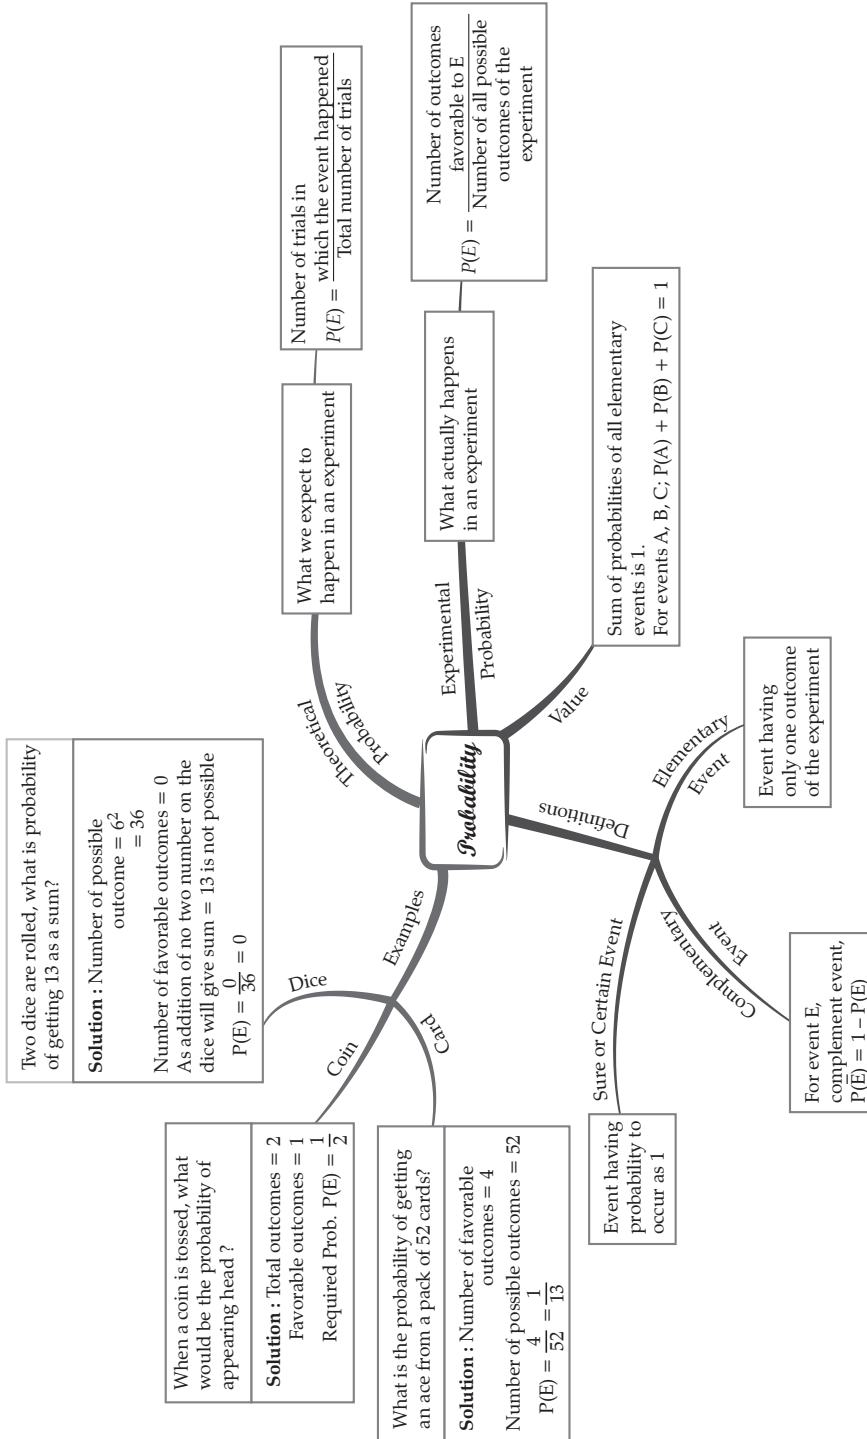 Probability
Theoretical
Probability
What we expect to
happen in an experiment
Number of trials in
P(E) = which the event happened / Total number of trials
Experimental
Probability
What actually happens
in an experiment
Number of outcomes
favorable to E
P(E) = ―――
Number of all possible
outcomes of the
experiment
Value
Sum of probabilities of all elementary
events is 1.
For events A, B, C; P(A) + P(B) + P(C) = 1
Definitions
Elementary
Event
Event having
only one outcome
of the experiment
Complementary
Event
For event E,
complement event,
P(E̅) = 1 – P(E)
Sure or Certain Event
Event having
probability to
occur as 1
Examples
Dice
Two dice are rolled, what is probability
of getting 13 as a sum?
Solution : Number of possible
outcome = 6²
= 36
Number of favorable outcomes = 0
As addition of no two number on the
dice will give sum = 13 is not possible
P(E) = 0/36 = 0
Coin
When a coin is tossed, what
would be the probability of
appearing head ?
Solution : Total outcomes = 2
Favorable outcomes = 1
Required Prob. P(E) = 1/2
Card
What is the probability of getting
an ace from a pack of 52 cards?
Solution : Number of favorable
outcomes = 4
Number of possible outcomes = 52
P(E) = 4/52 = 1/13